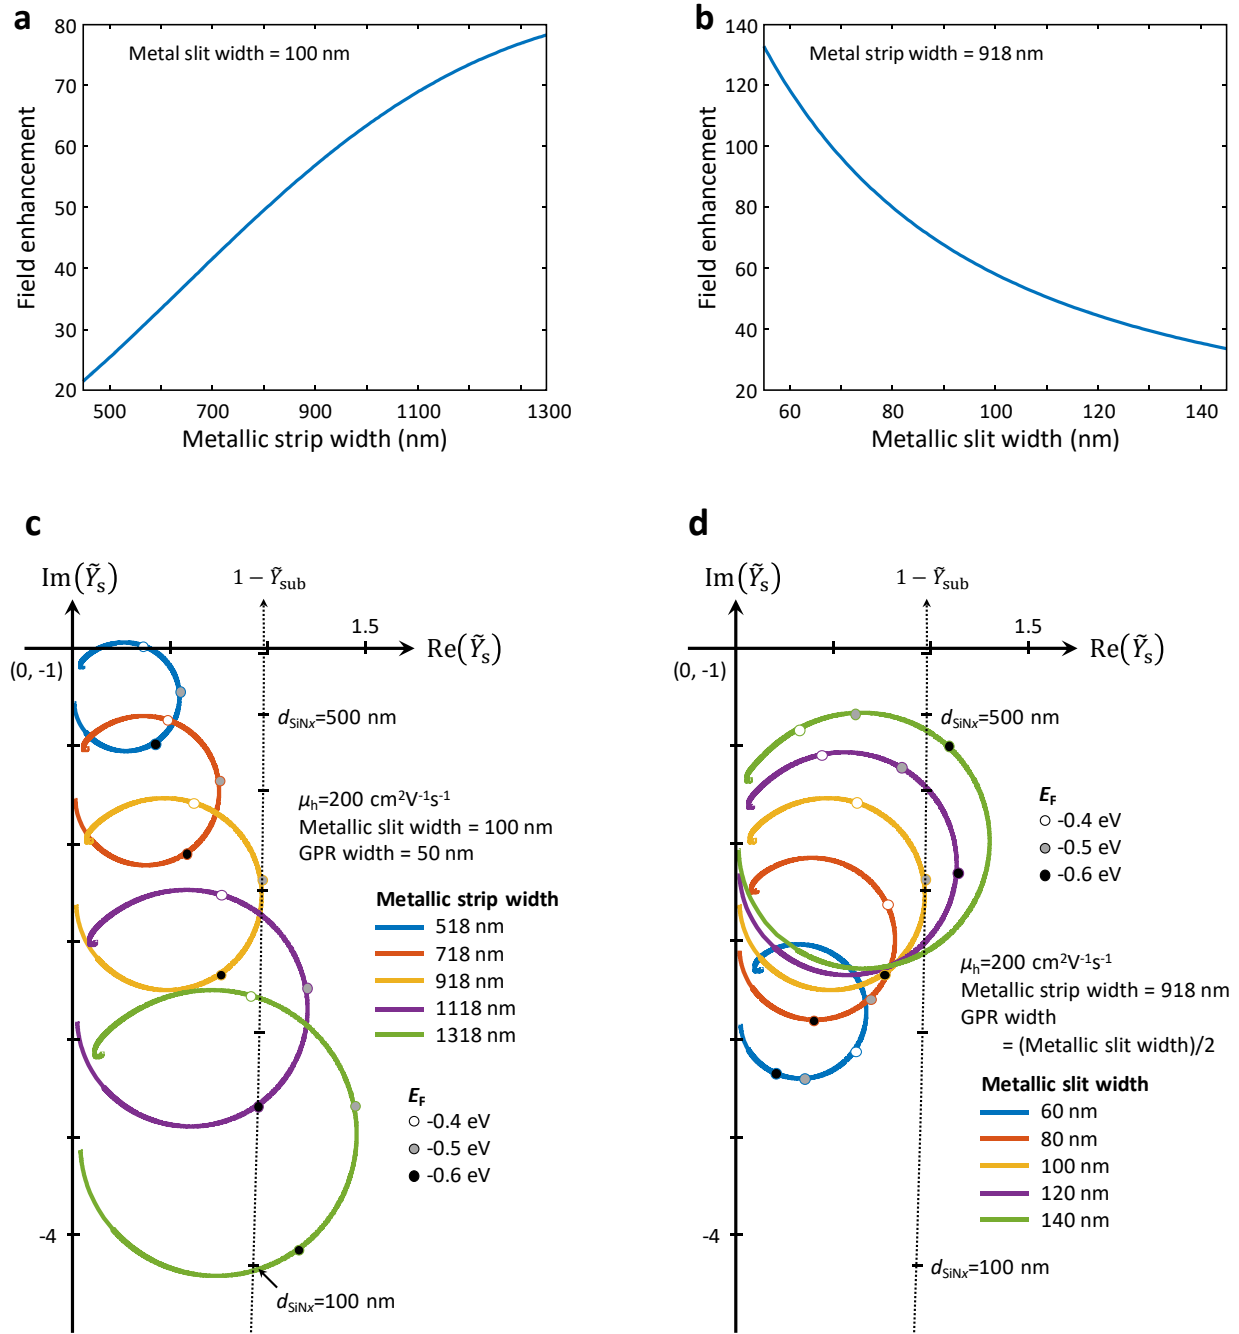 a
80
70
60
50
40
30
20
Field enhancement
Metal slit width = 100 nm
500 700 900 1100 1300
Metallic strip width (nm)
b
140
120
100
80
60
40
20
Field enhancement
Metal strip width = 918 nm
60 80 100 120 140
Metallic slit width (nm)
c
Im(Ỹs)
1 − Ỹsub
1.5
Re(Ỹs)
(0, -1)
dSiNx=500 nm
μh=200 cm²V⁻¹s⁻¹
Metallic slit width = 100 nm
GPR width = 50 nm
Metallic strip width
518 nm
718 nm
918 nm
1118 nm
1318 nm
EF
-0.4 eV
-0.5 eV
-0.6 eV
-4
dSiNx=100 nm
d
Im(Ỹs)
1 − Ỹsub
1.5
Re(Ỹs)
(0, -1)
dSiNx=500 nm
EF
-0.4 eV
-0.5 eV
-0.6 eV
μh=200 cm²V⁻¹s⁻¹
Metallic strip width = 918 nm
GPR width
= (Metallic slit width)/2
Metallic slit width
60 nm
80 nm
100 nm
120 nm
140 nm
-4
dSiNx=100 nm